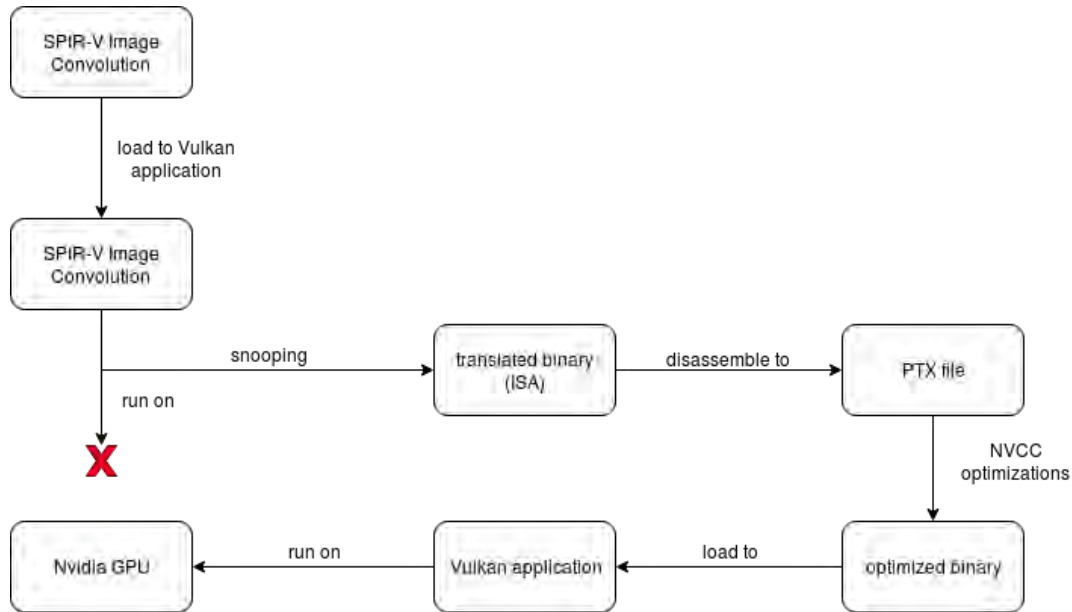 SPIR-V Image
Convolution
load to Vulkan
application
SPIR-V Image
Convolution
snooping
translated binary
(ISA)
disassemble to
PTX file
run on
X
NVCC
optimizations
Nvidia GPU
run on
Vulkan application
load to
optimized binary